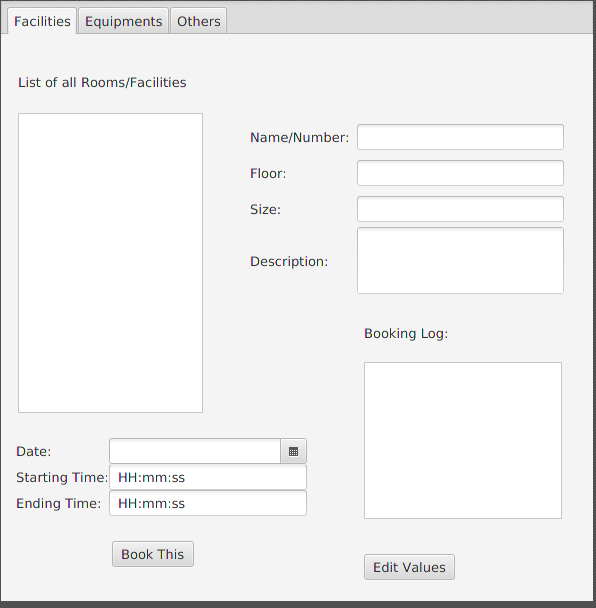 Facilities Equipments Others
List of all Rooms/Facilities
Name/Number:
Floor:
Size:
Description:
Booking Log:
Date:
Starting Time: HH:mm:ss
Ending Time: HH:mm:ss
Book This
Edit Values